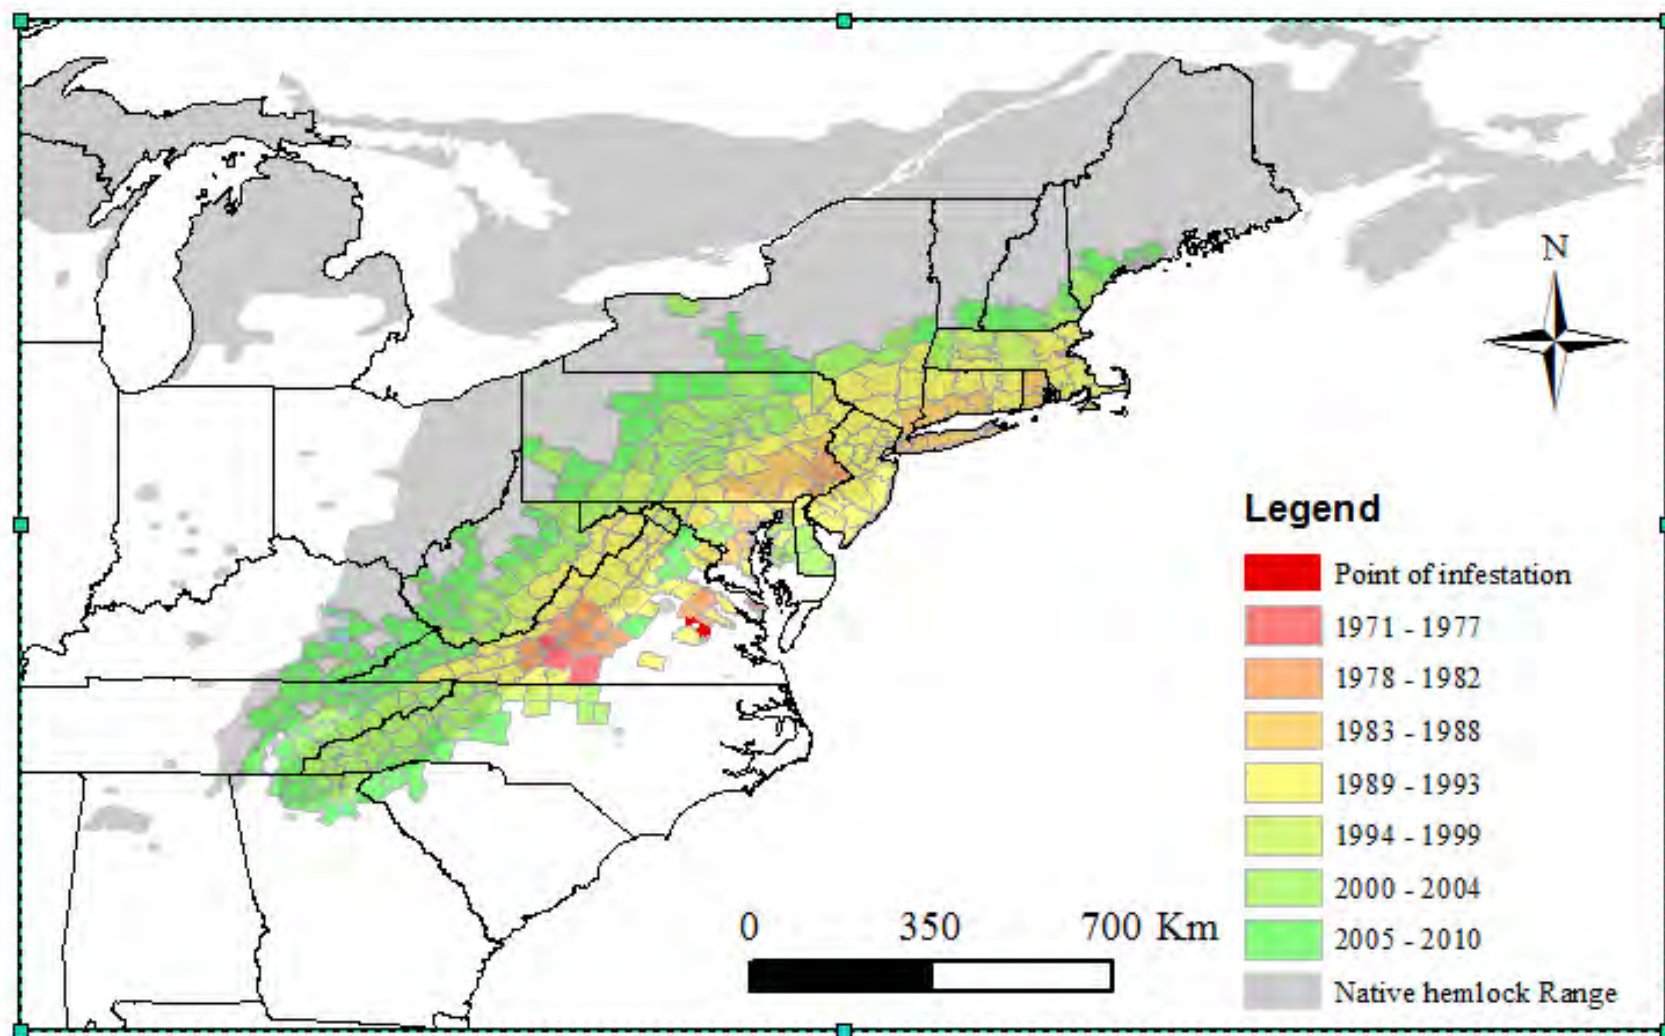 N
Legend
Point of infestation
1971 - 1977
1978 - 1982
1983 - 1988
1989 - 1993
1994 - 1999
2000 - 2004
2005 - 2010
Native hemlock Range
0 350 700 Km